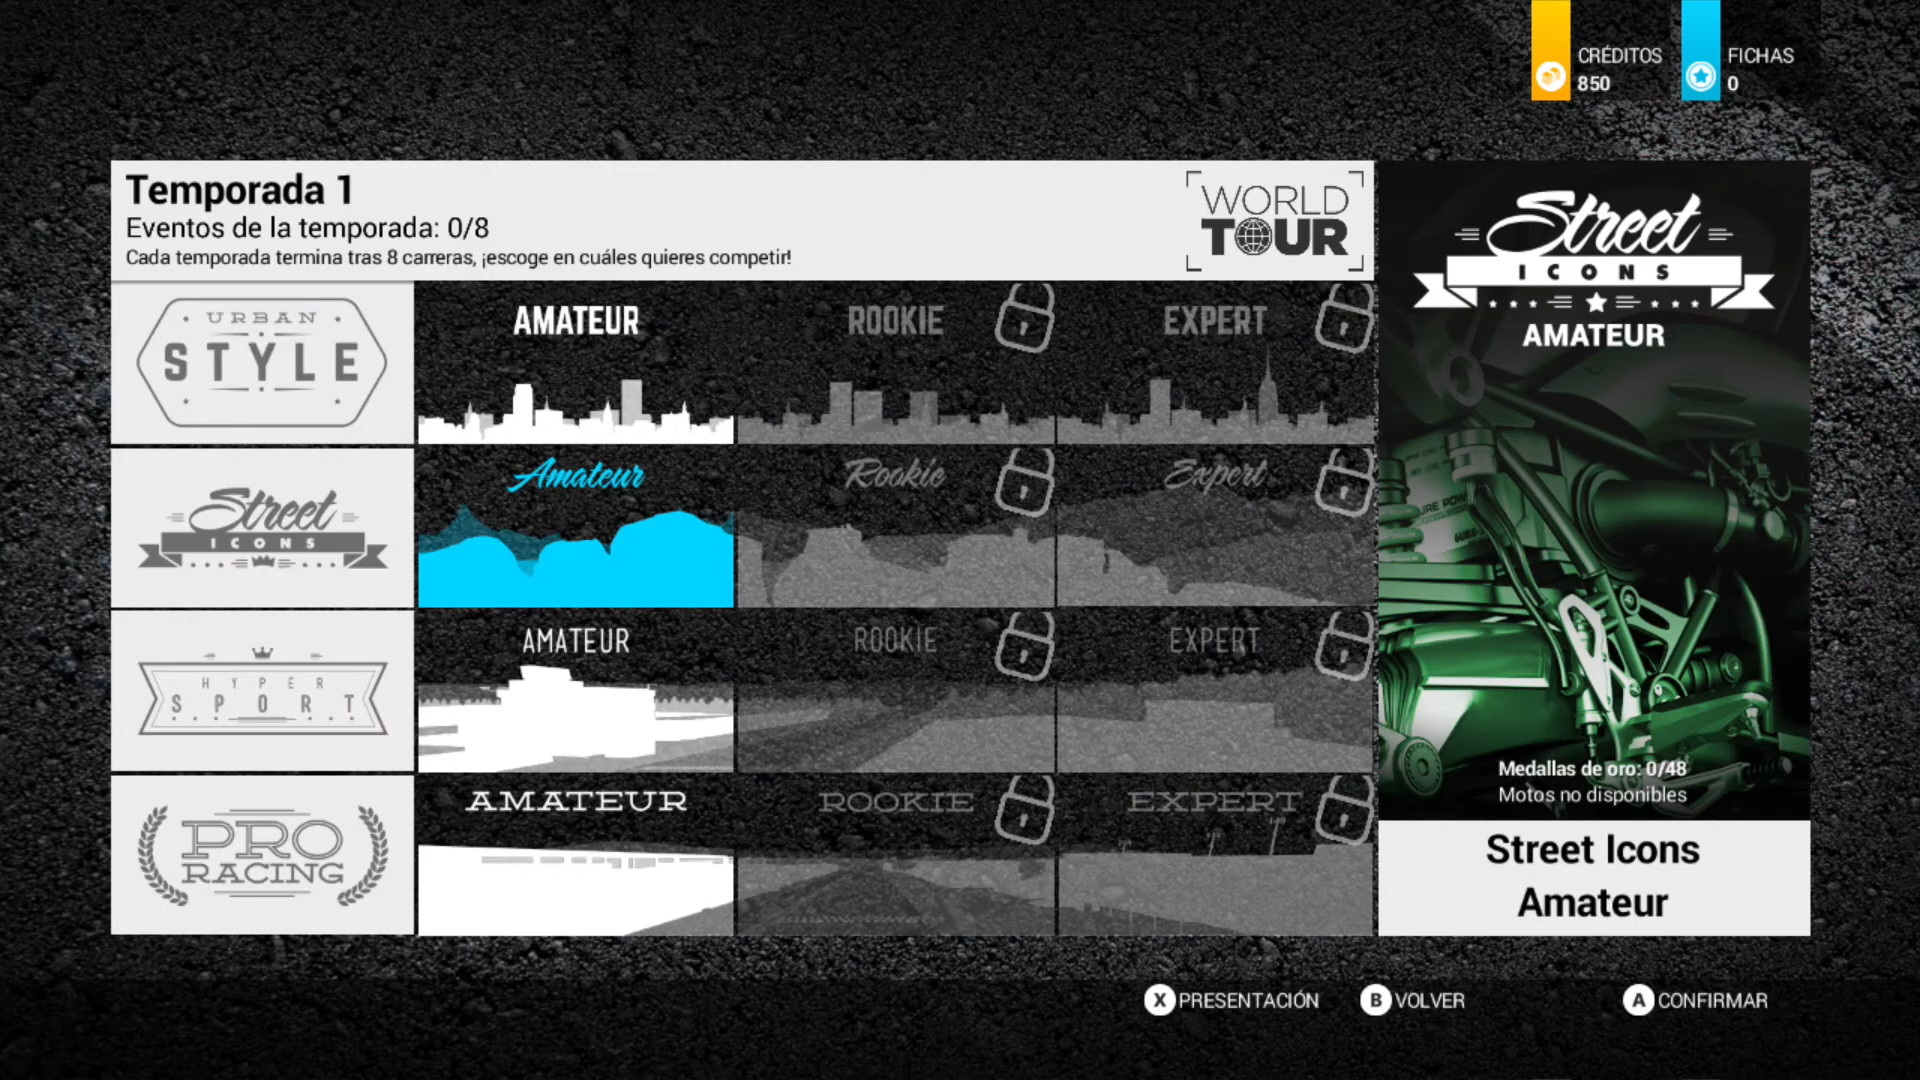 CRÉDITOS
850
FICHAS
0
Temporada 1
Eventos de la temporada: 0/8
Cada temporada termina tras 8 carreras, ¡escoge en cuáles quieres competir!
WORLD
TOUR
URBAN
STYLE
AMATEUR
ROOKIE
EXPERT
Street
ICONS
Amateur
Rookie
Expert
HYPER
SPORT
AMATEUR
ROOKIE
EXPERT
PRO
RACING
AMATEUR
ROOKIE
EXPERT
Street
ICONS
AMATEUR
Medallas de oro: 0/48
Motos no disponibles
Street Icons
Amateur
X PRESENTACIÓN
B VOLVER
A CONFIRMAR